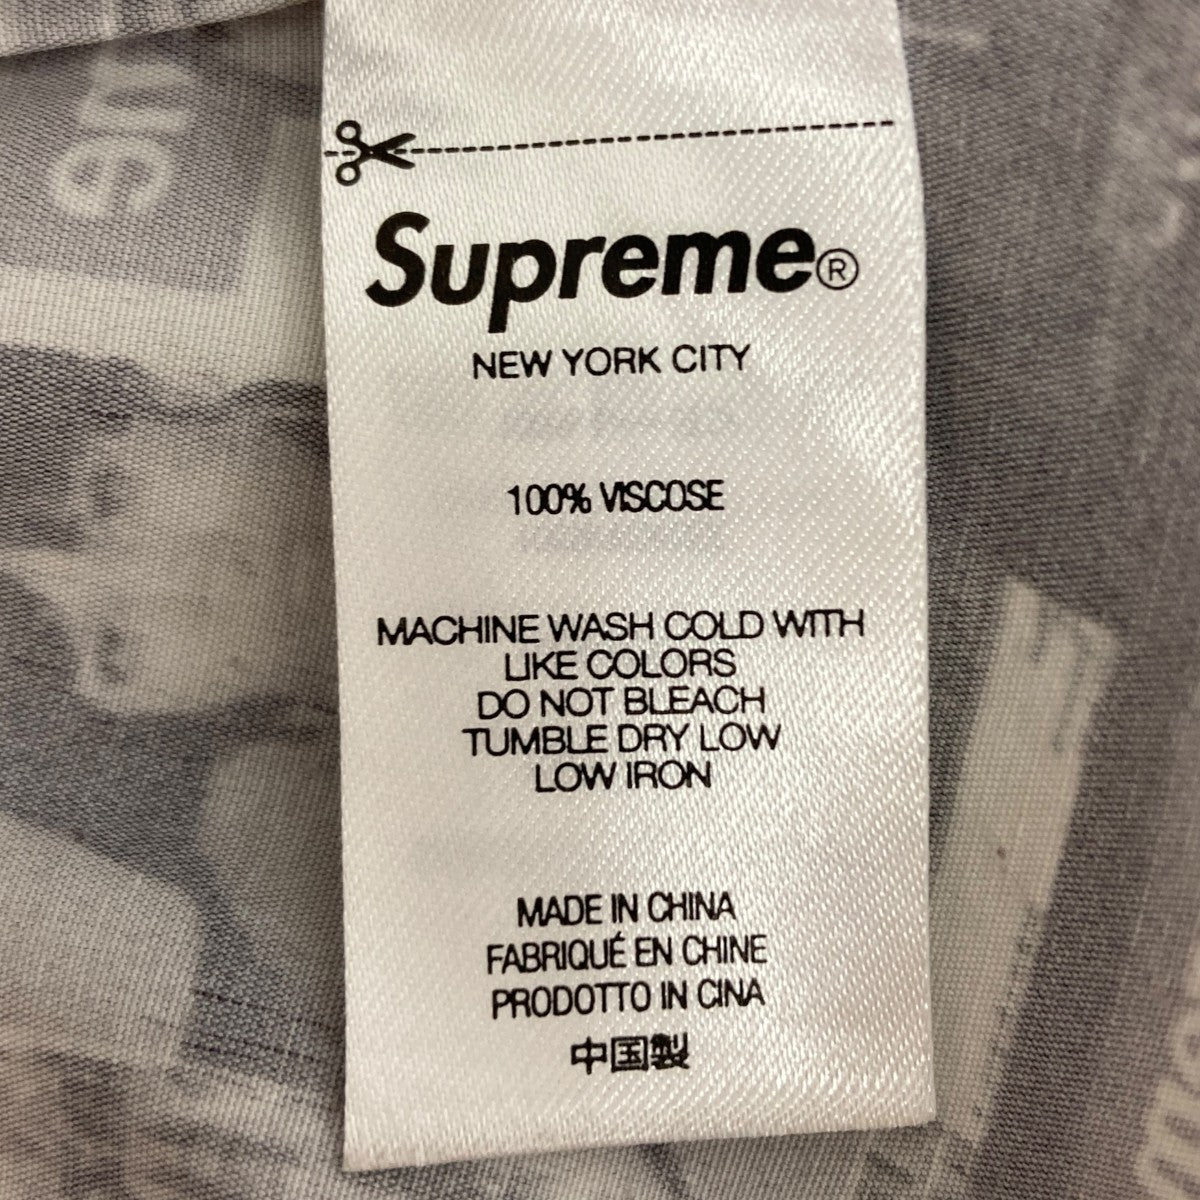 Supreme®
NEW YORK CITY
100% VISCOSE
MACHINE WASH COLD WITH
LIKE COLORS
DO NOT BLEACH
TUMBLE DRY LOW
LOW IRON
MADE IN CHINA
FABRIQUÉ EN CHINE
PRODOTTO IN CINA
中国製